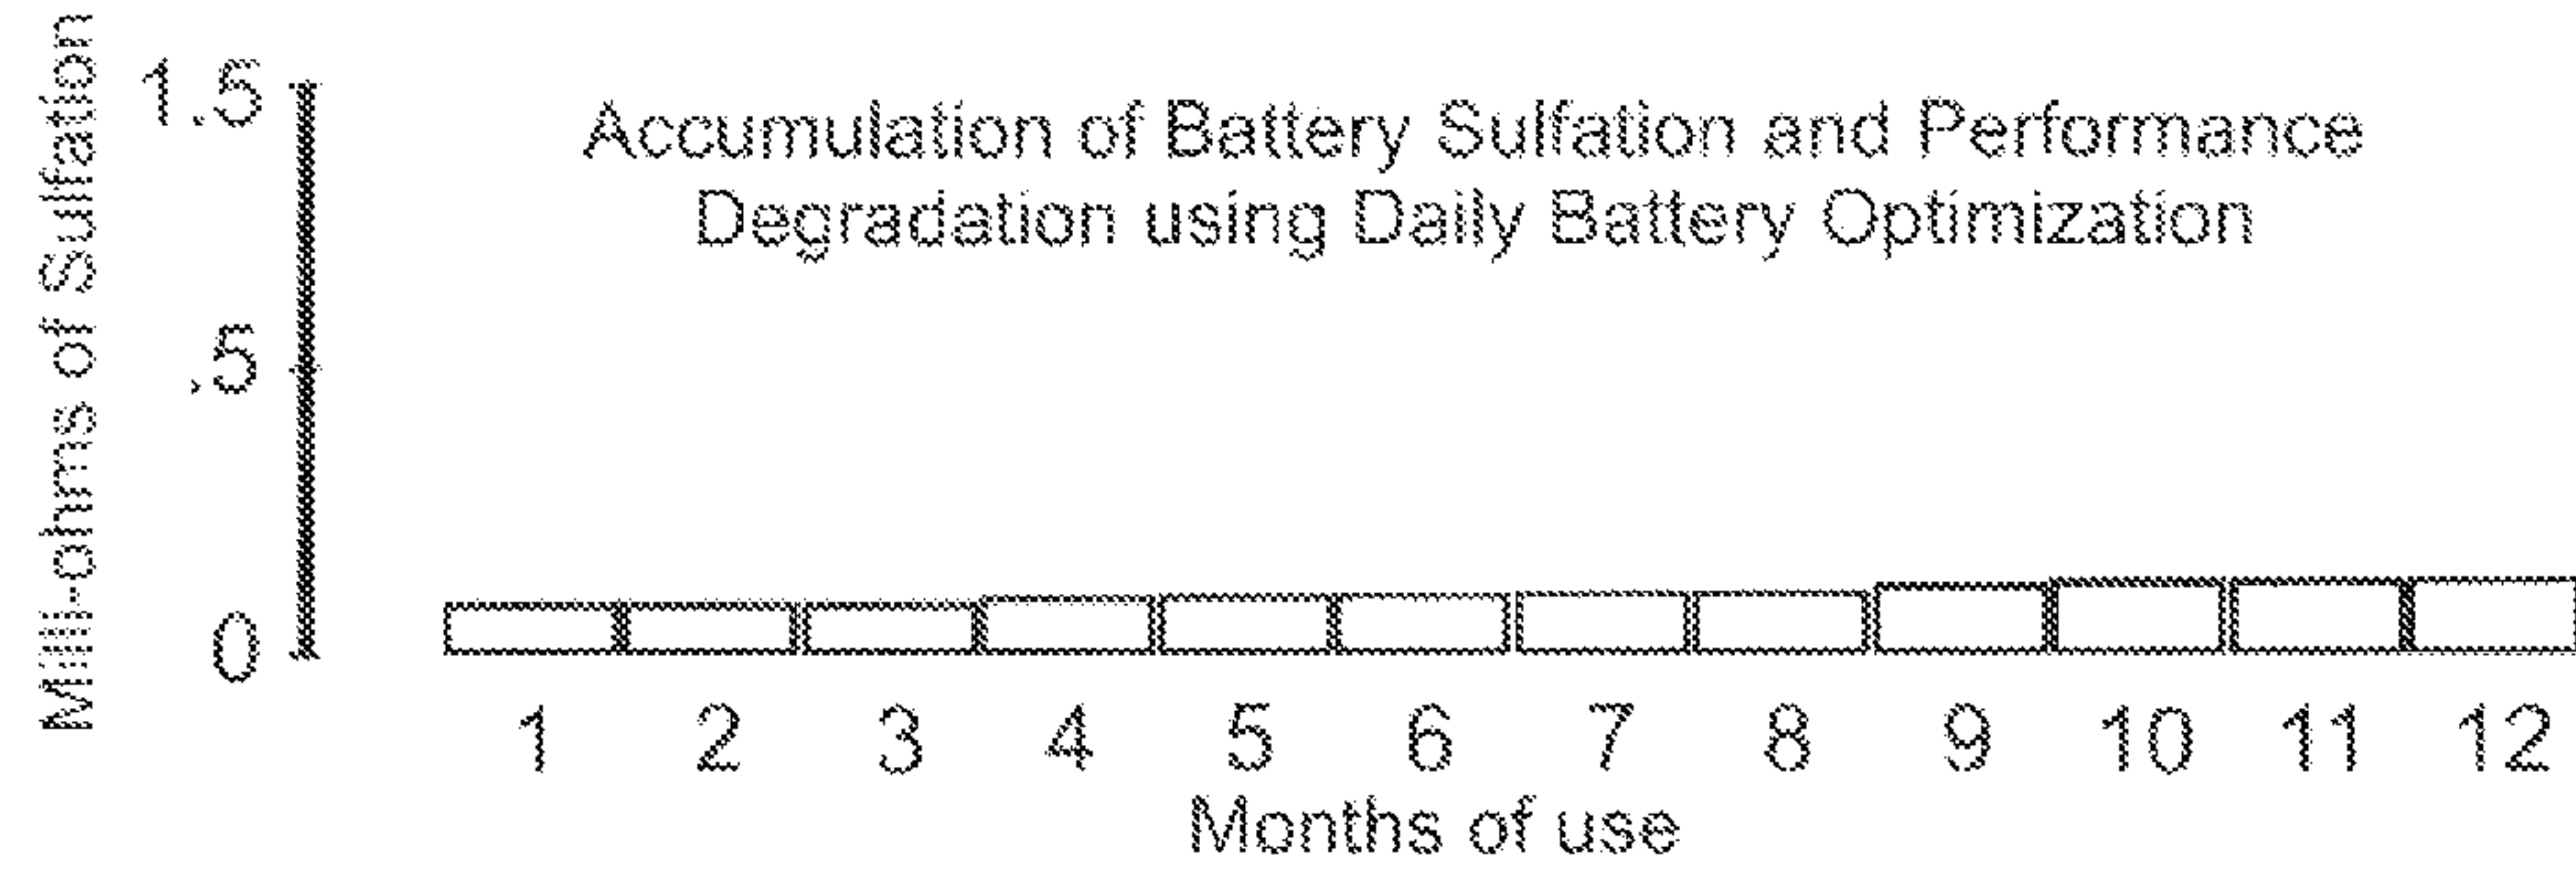 Milli-ohms of Sulfation
1.5
.5
0
Accumulation of Battery Sulfation and Performance
Degradation using Daily Battery Optimization
1 2 3 4 5 6 7 8 9 10 11 12
Months of use